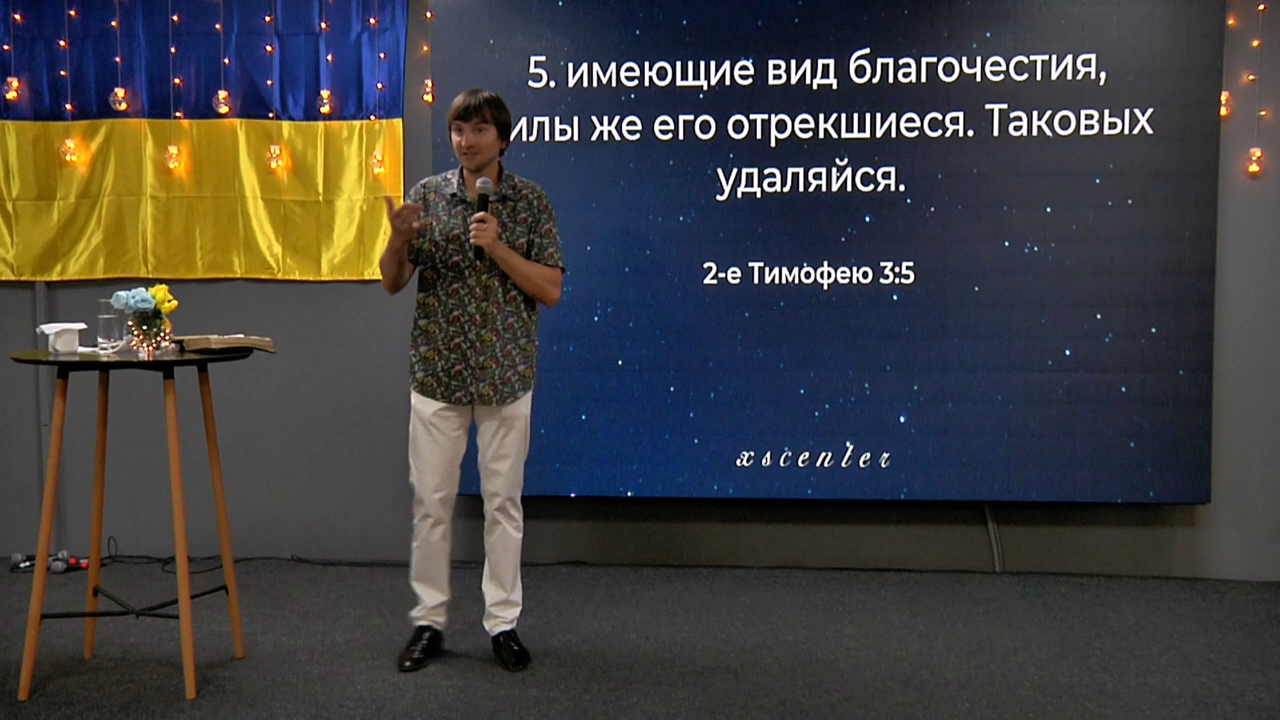 5. имеющие вид благочестия,
же его отрекшиеся. Таковых
удаляйся.
2-е Тимофею 3:5
xscenter